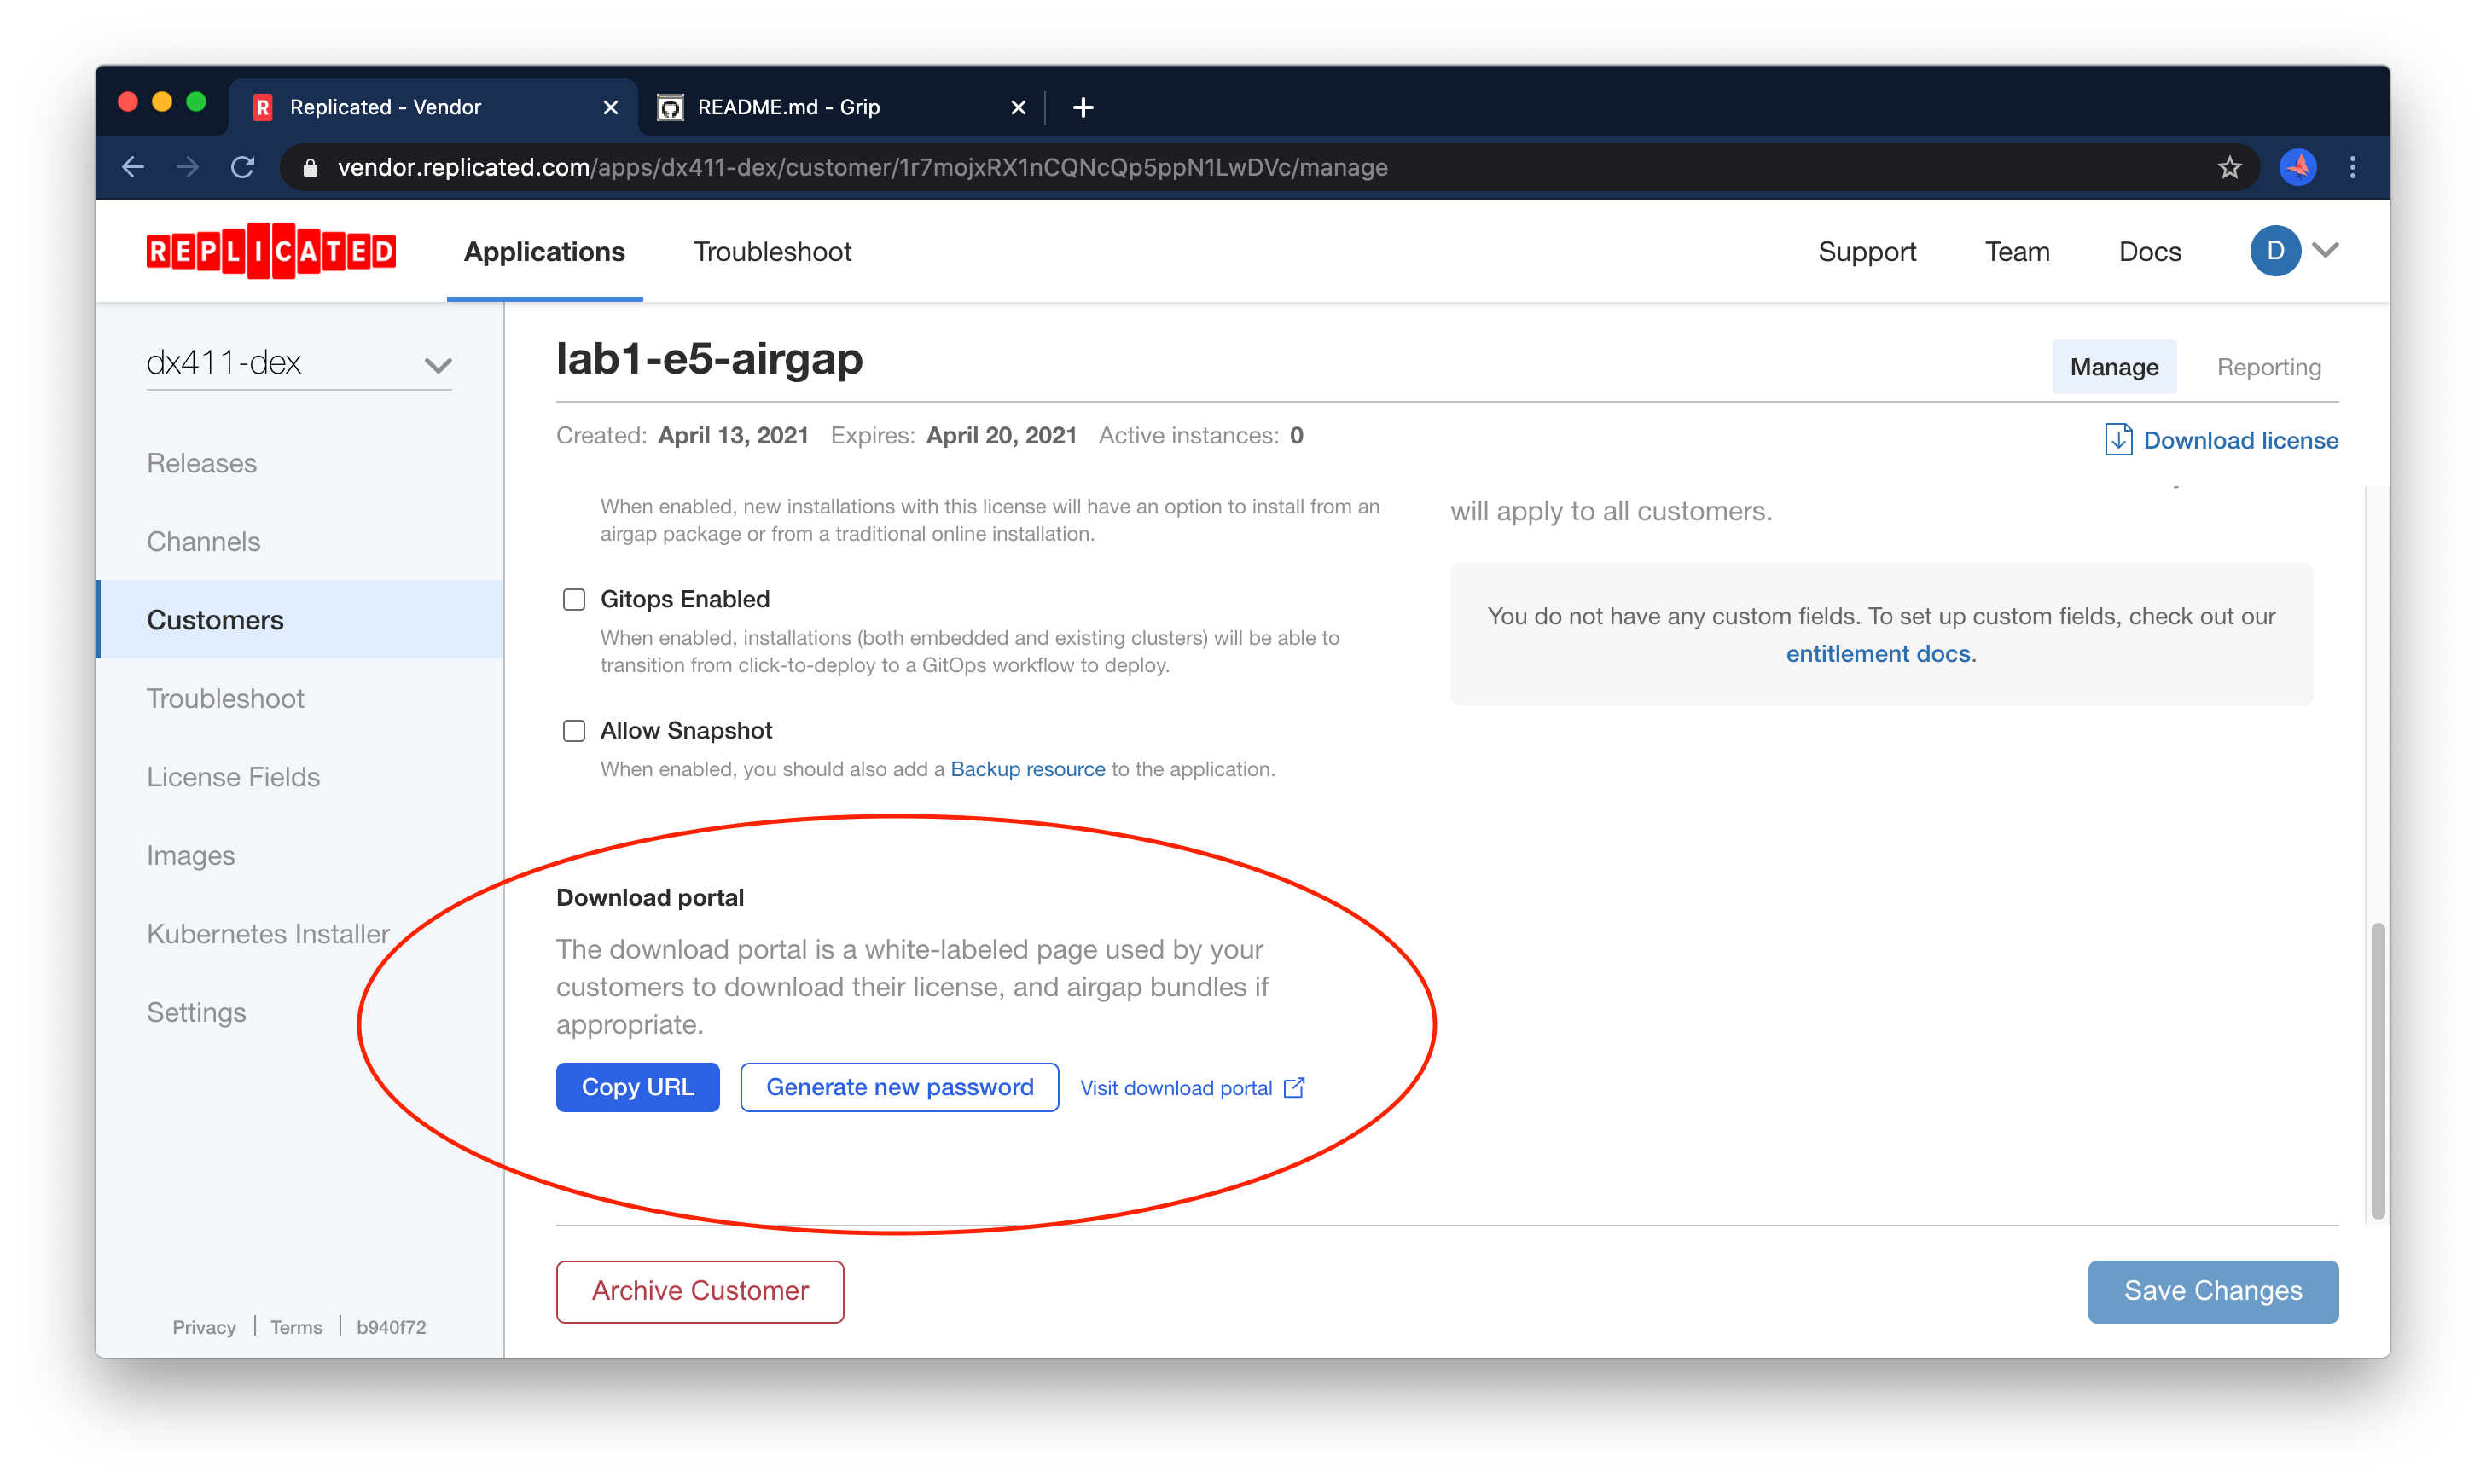 Replicated - Vendor
README.md - Grip
vendor.replicated.com/apps/dx411-dex/customer/1r7mojxRX1nCQNcQp5ppN1LwDVc/manage
REPLICATED
Applications
Troubleshoot
Support
Team
Docs
D
dx411-dex
Releases
Channels
Customers
Troubleshoot
License Fields
Images
Kubernetes Installer
Settings
Privacy | Terms | b940f72
lab1-e5-airgap
Manage
Reporting
Created: April 13, 2021 Expires: April 20, 2021 Active instances: 0
Download license
When enabled, new installations with this license will have an option to install from an
airgap package or from a traditional online installation.
Gitops Enabled
When enabled, installations (both embedded and existing clusters) will be able to
transition from click-to-deploy to a GitOps workflow to deploy.
Allow Snapshot
When enabled, you should also add a Backup resource to the application.
will apply to all customers.
You do not have any custom fields. To set up custom fields, check out our
entitlement docs.
Download portal
The download portal is a white-labeled page used by your
customers to download their license, and airgap bundles if
appropriate.
Copy URL
Generate new password
Visit download portal
Archive Customer
Save Changes